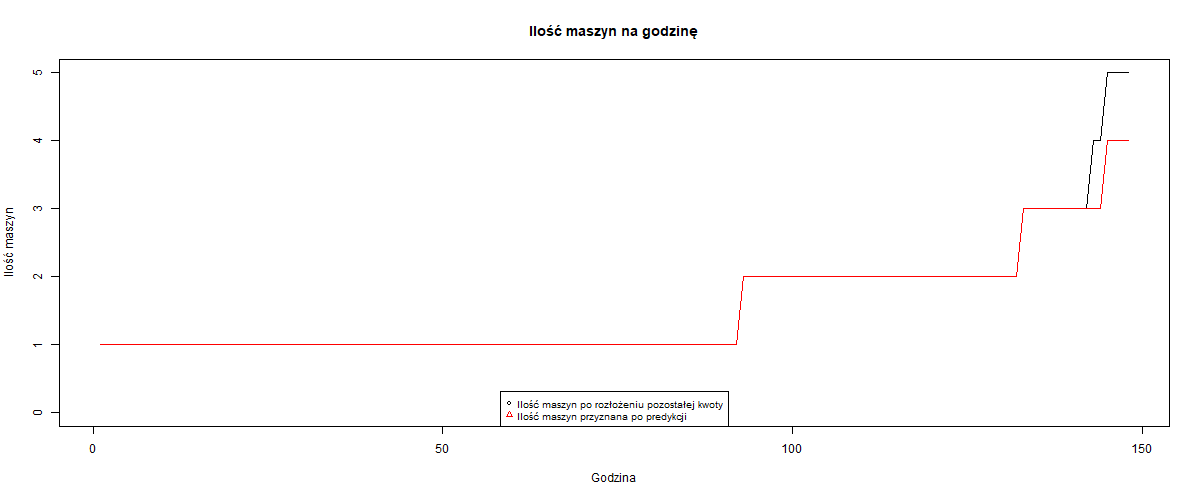 Ilość maszyn na godzinę
Ilość maszyn
5
4
3
2
1
0
Ilość maszyn po rozłożeniu pozostałej kwoty
Ilość maszyn przyznana po predykcji
0 50 100 150
Godzina